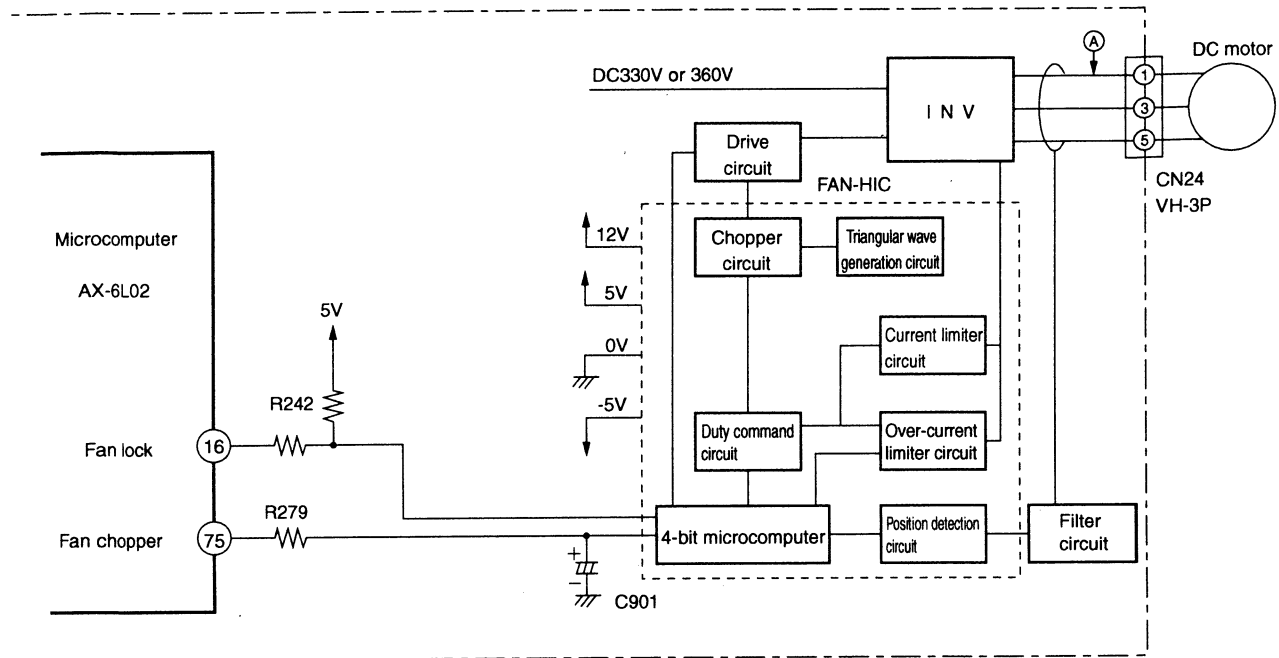 A
DC motor
DC330V or 360V
INV
1
3
5
CN24
VH-3P
Drive
circuit
FAN-HIC
12V
Chopper
circuit
Triangular wave
generation circuit
Microcomputer
AX-6L02
5V
5V
0V
-5V
Current limiter
circuit
R242
Duty command
circuit
Over-current
limiter circuit
Fan lock
16
R279
Fan chopper
75
4-bit microcomputer
Position detection
circuit
Filter
circuit
+
-
C901